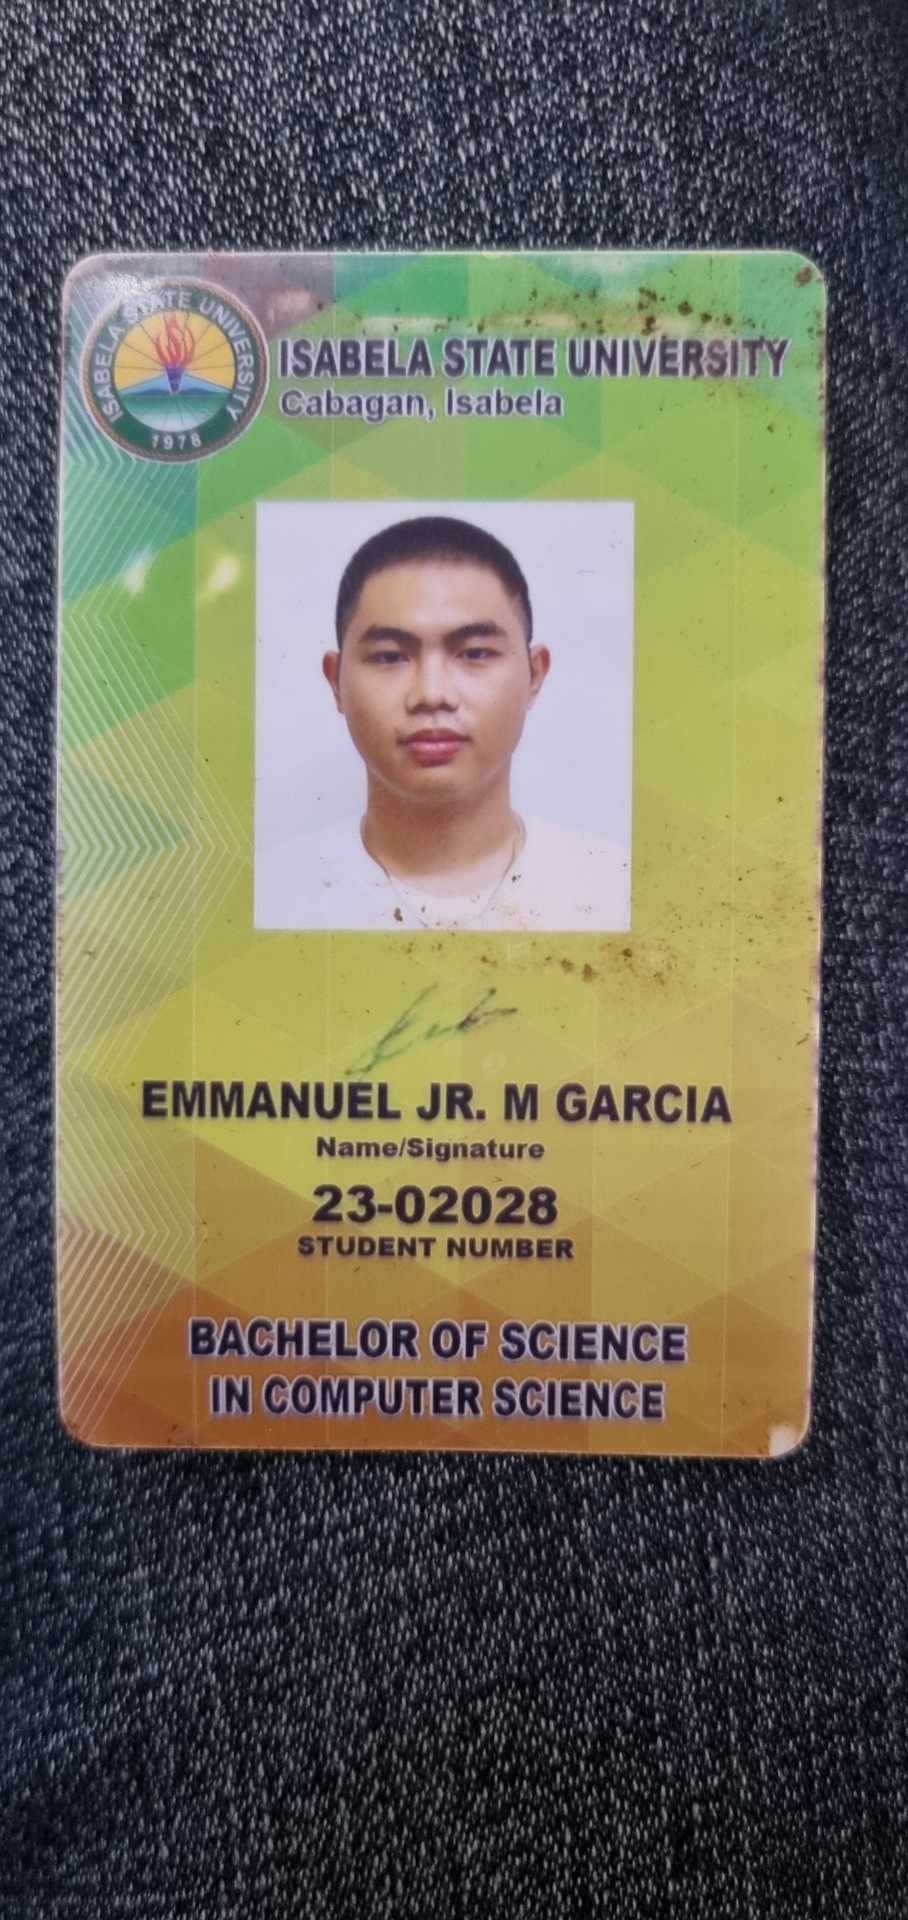 ISABELA STATE UNIVERSITY
1978
ISABELA STATE UNIVERSITY
Cabagan, Isabela
EMMANUEL JR. M GARCIA
Name/Signature
23-02028
STUDENT NUMBER
BACHELOR OF SCIENCE
IN COMPUTER SCIENCE